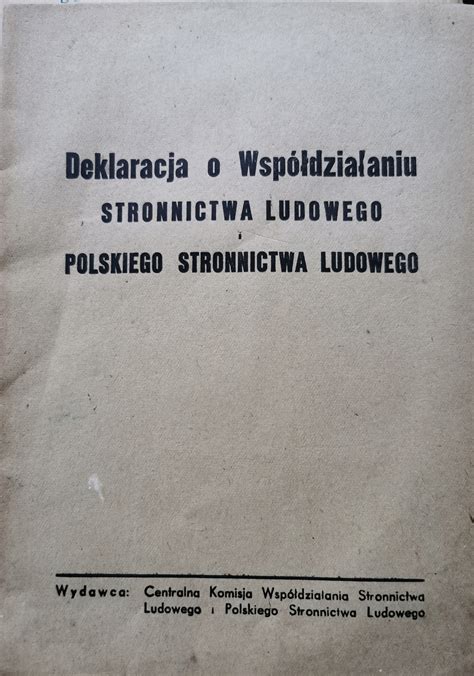 Deklaracja o Współdziałaniu
STRONNICTWA LUDOWEGO
i
POLSKIEGO STRONNICTWA LUDOWEGO
Wydawca: Centralna Komisja Współdziałania Stronnictwa
Ludowego i Polskiego Stronnictwa Ludowego